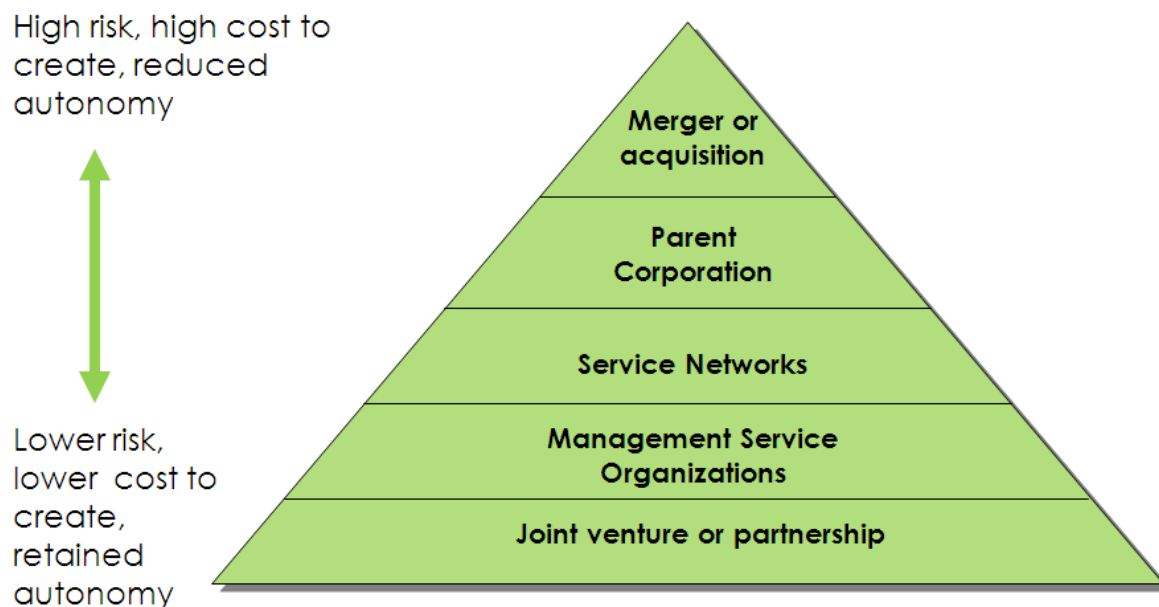 High risk, high cost to
create, reduced
autonomy
Merger or
acquisition
Parent
Corporation
Service Networks
Management Service
Organizations
Joint venture or partnership
Lower risk,
lower cost to
create,
retained
autonomy